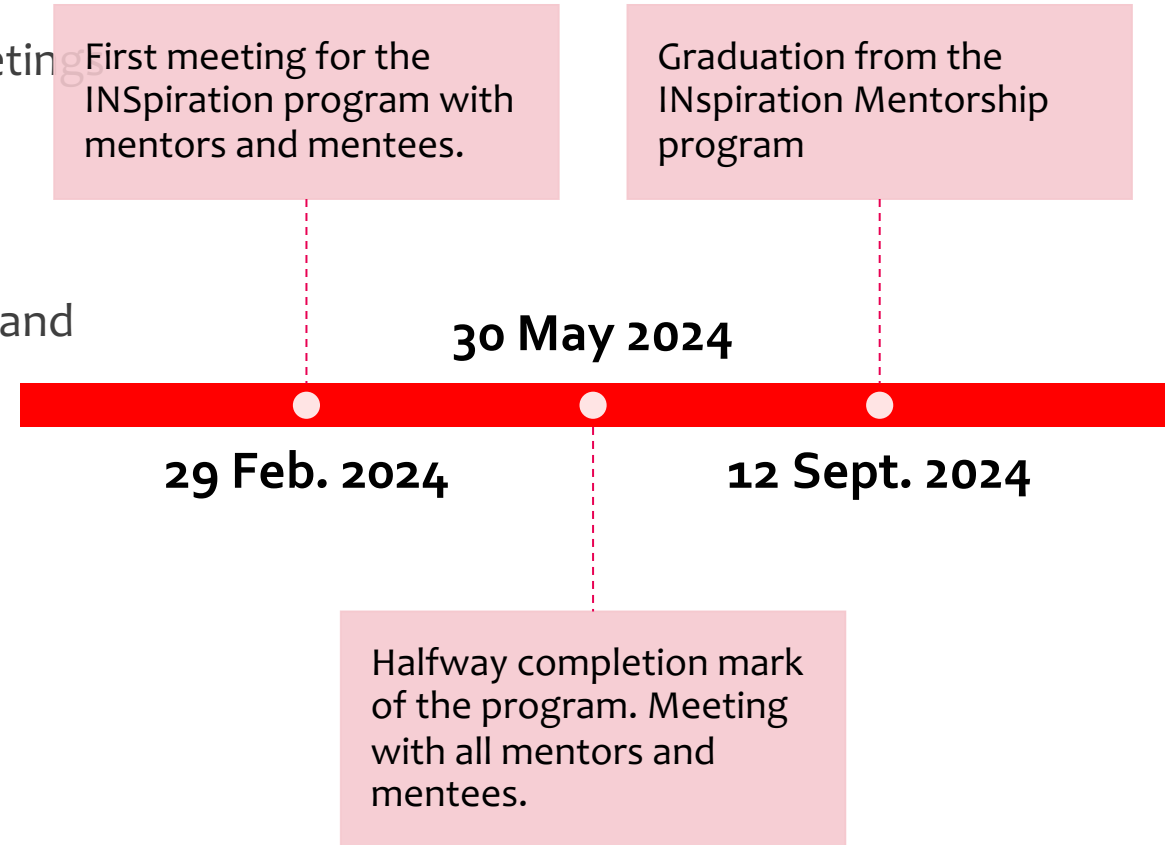 etings
First meeting for the
INSpiration program with
mentors and mentees.
Graduation from the
INspiration Mentorship
program
and
30 May 2024
29 Feb. 2024
12 Sept. 2024
Halfway completion mark
of the program. Meeting
with all mentors and
mentees.